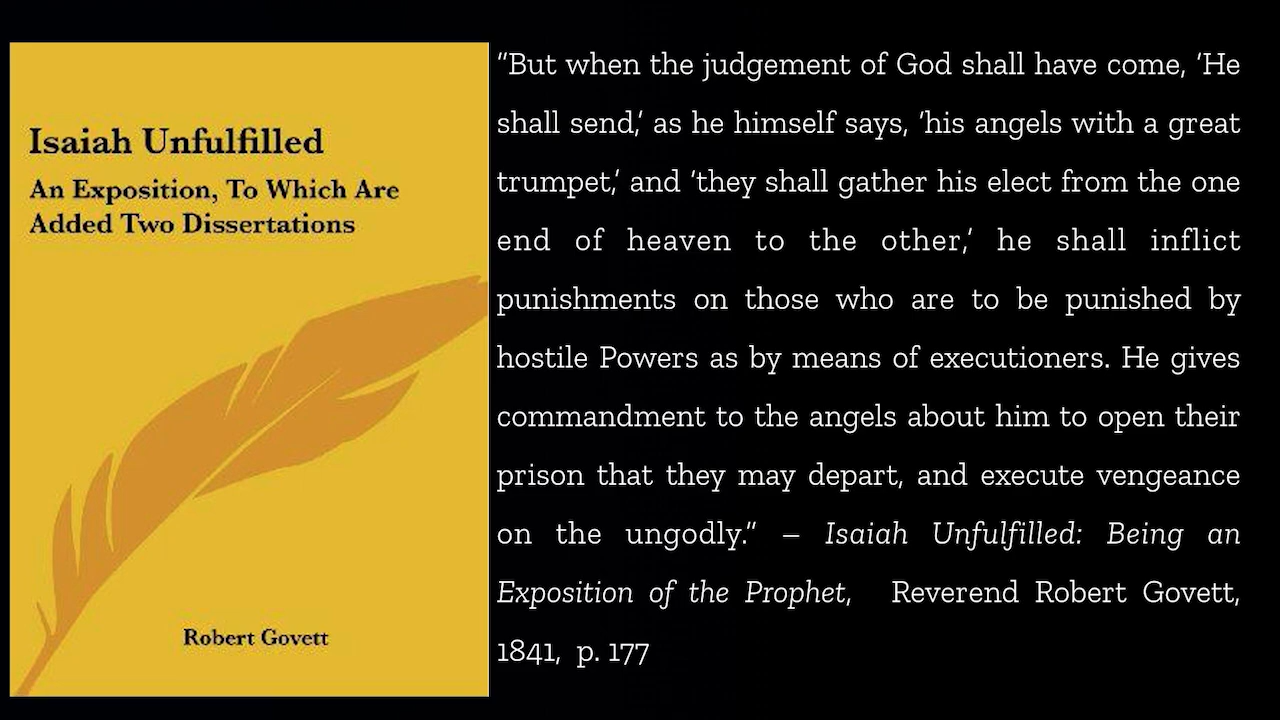 Isaiah Unfulfilled
An Exposition, To Which Are
Added Two Dissertations
Robert Govett
"But when the judgement of God shall have come, 'He
shall send,' as he himself says, 'his angels with a great
trumpet,' and 'they shall gather his elect from the one
end of heaven to the other,' he shall inflict
punishments on those who are to be punished by
hostile Powers as by means of executioners. He gives
commandment to the angels about him to open their
prison that they may depart, and execute vengeance
on the ungodly." – Isaiah Unfulfilled: Being an
Exposition of the Prophet, Reverend Robert Govett,
1841, p. 177